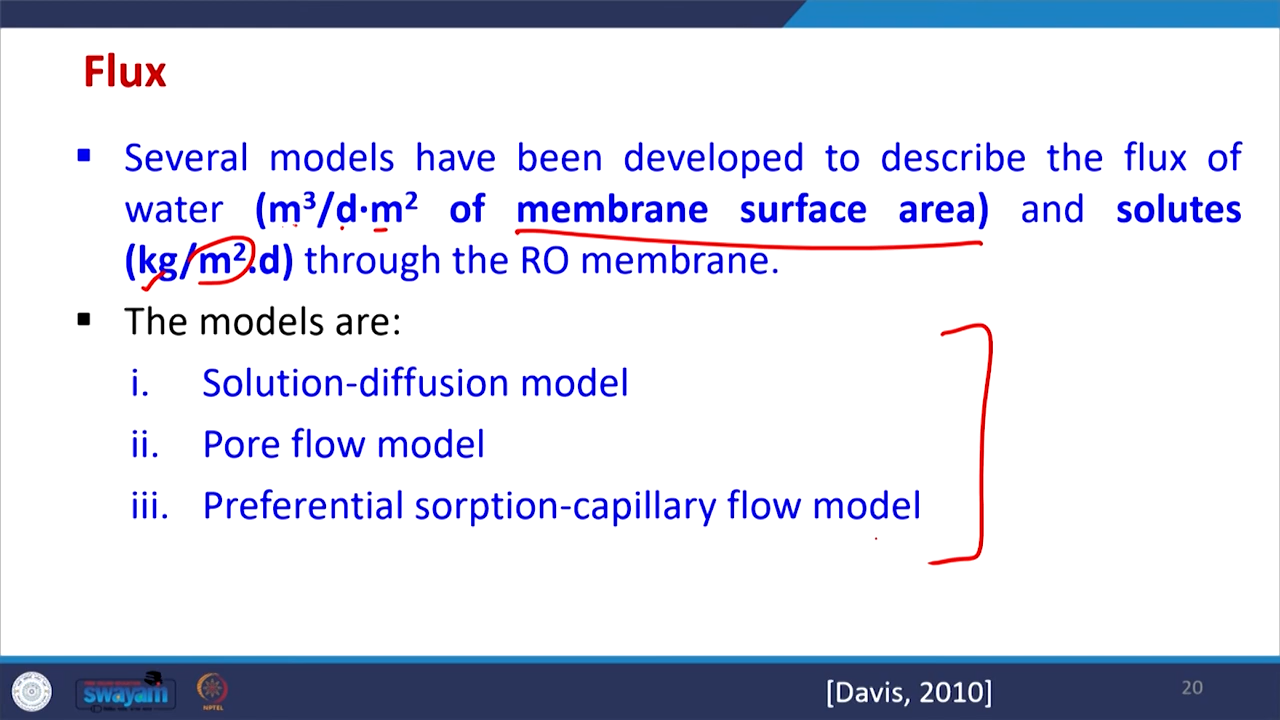 Flux
▪ Several models have been developed to describe the flux of
water (m³/d·m² of membrane surface area) and solutes
(kg/m².d) through the RO membrane.
▪ The models are:
i. Solution-diffusion model
ii. Pore flow model
iii. Preferential sorption-capillary flow model
swayam
NPTEL
[Davis, 2010]
20